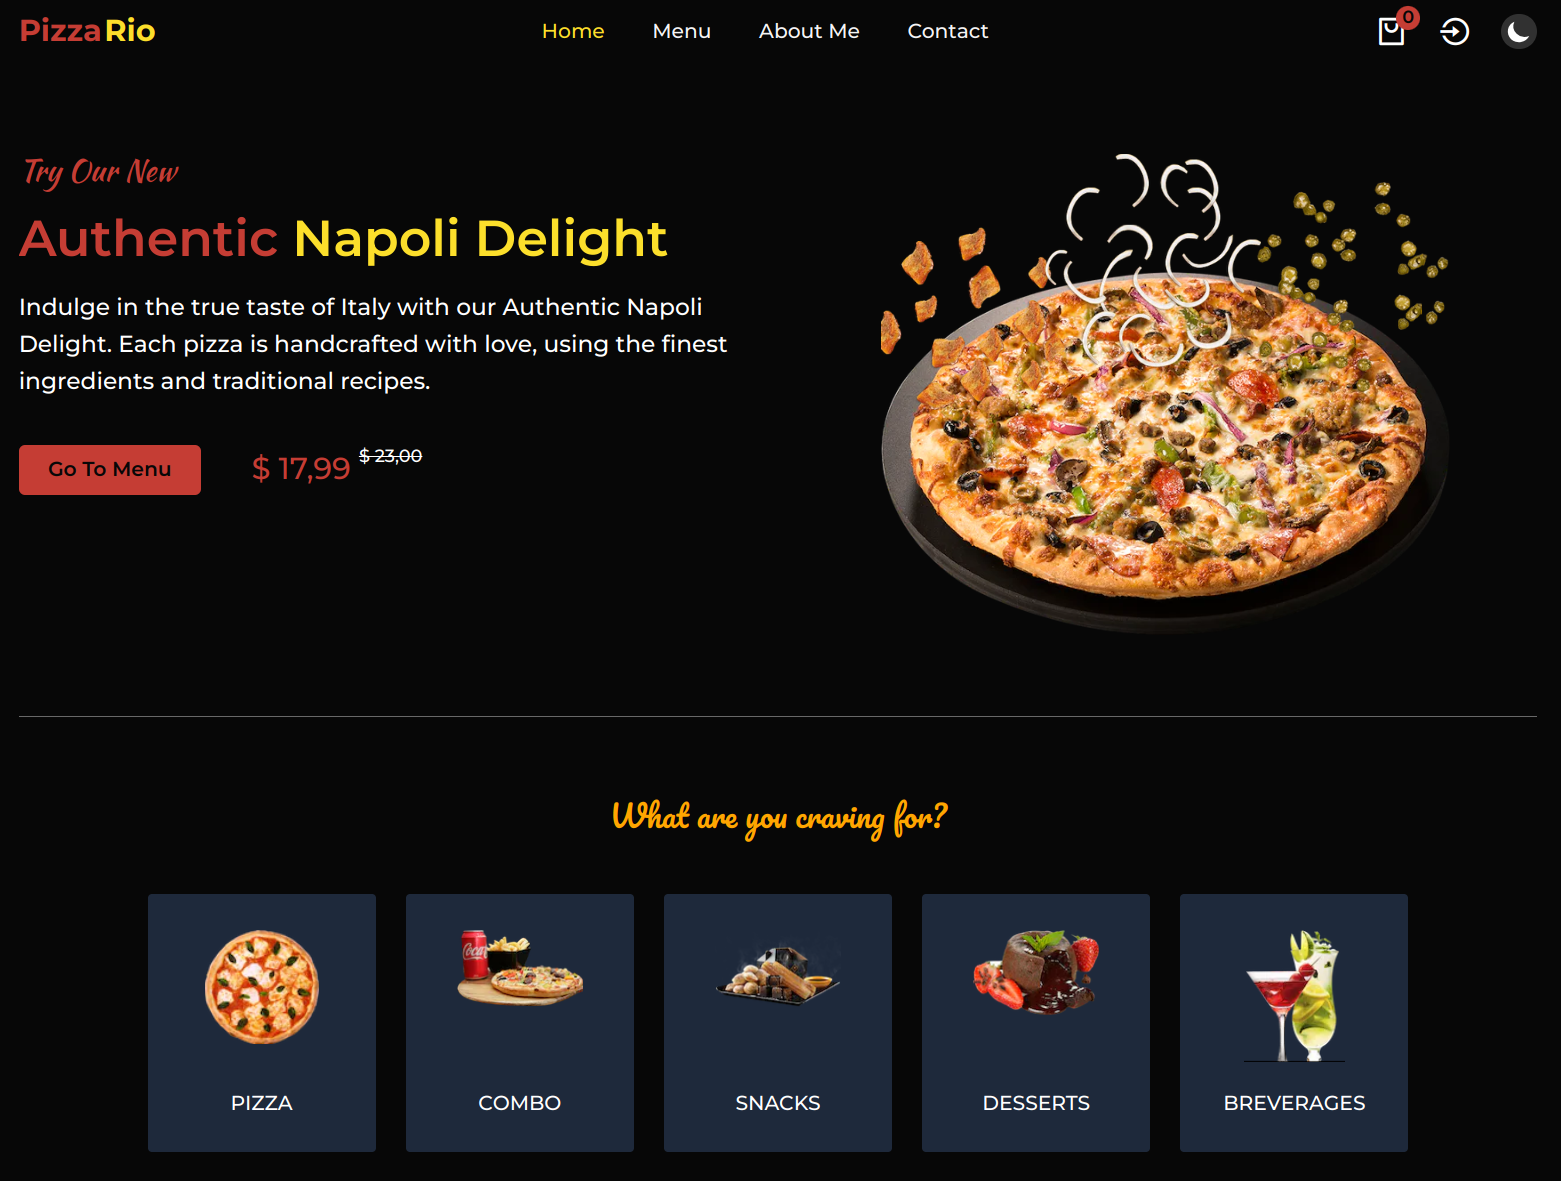 PizzaRio
Home Menu About Me Contact
0
Try Our New
Authentic Napoli Delight
Indulge in the true taste of Italy with our Authentic Napoli
Delight. Each pizza is handcrafted with love, using the finest
ingredients and traditional recipes.
Go To Menu $ 17,99 $ 23,00
What are you craving for?
Coca
PIZZA COMBO SNACKS DESSERTS BREVERAGES